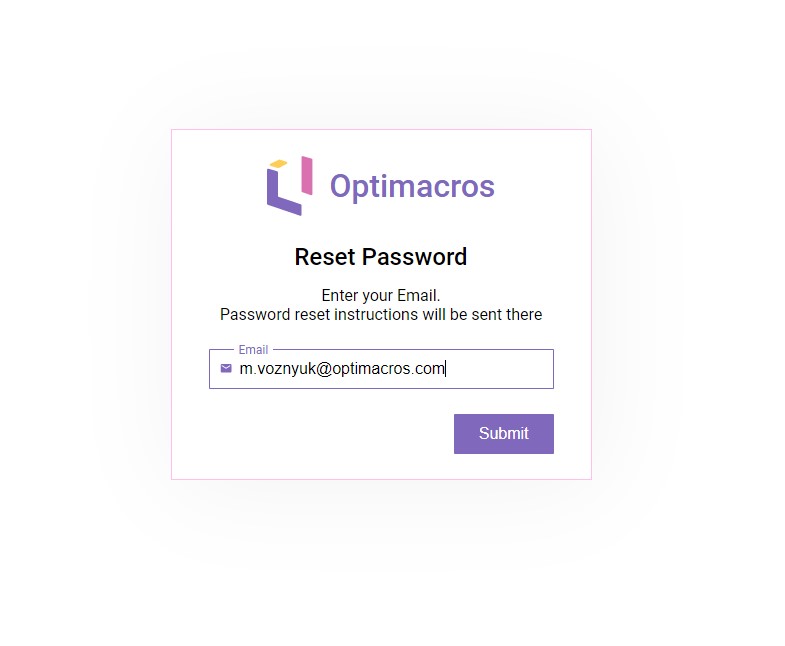 Optimacros
Reset Password
Enter your Email.
Password reset instructions will be sent there
Email
m.voznyuk@optimacros.com
Submit